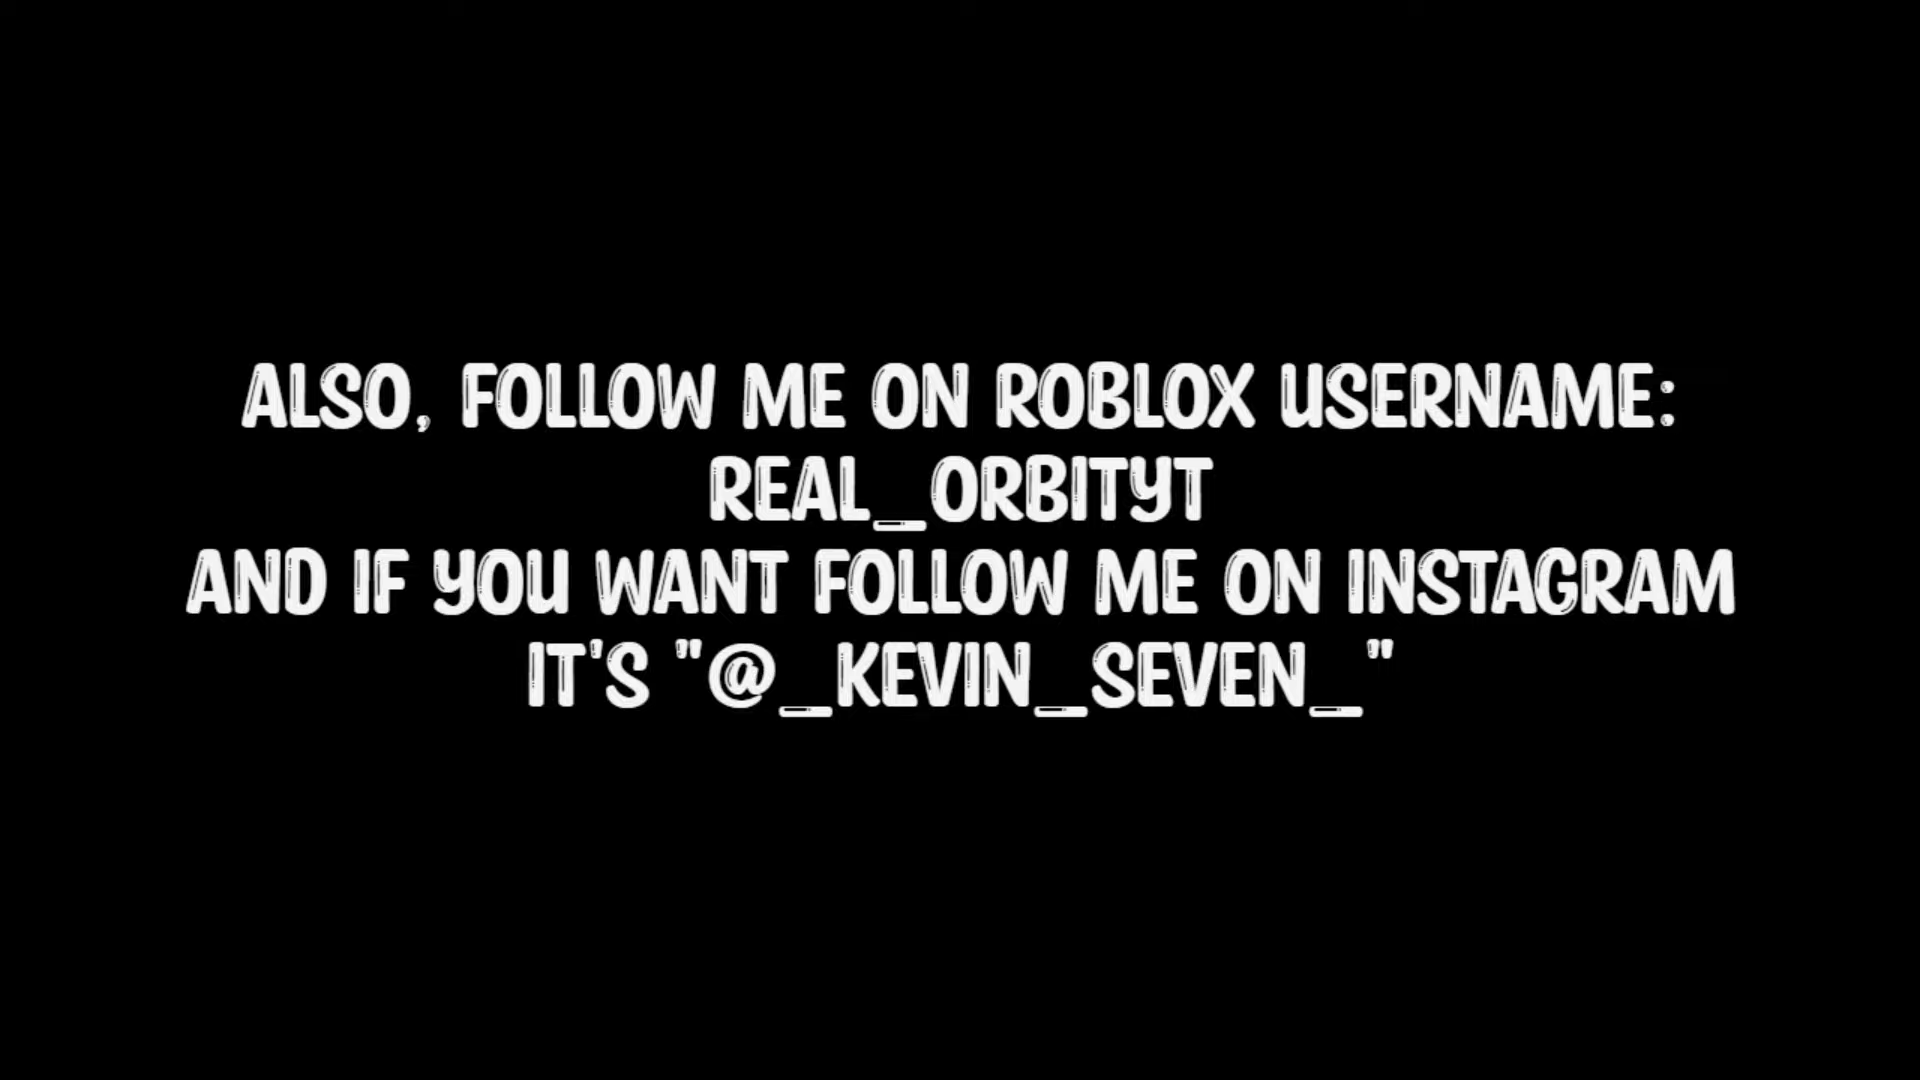 ALSO, FOLLOW ME ON ROBLOX USERNAME:
REAL_ORBITYT
AND IF YOU WANT FOLLOW ME ON INSTAGRAM
IT'S "@_KEVIN_SEVEN_"